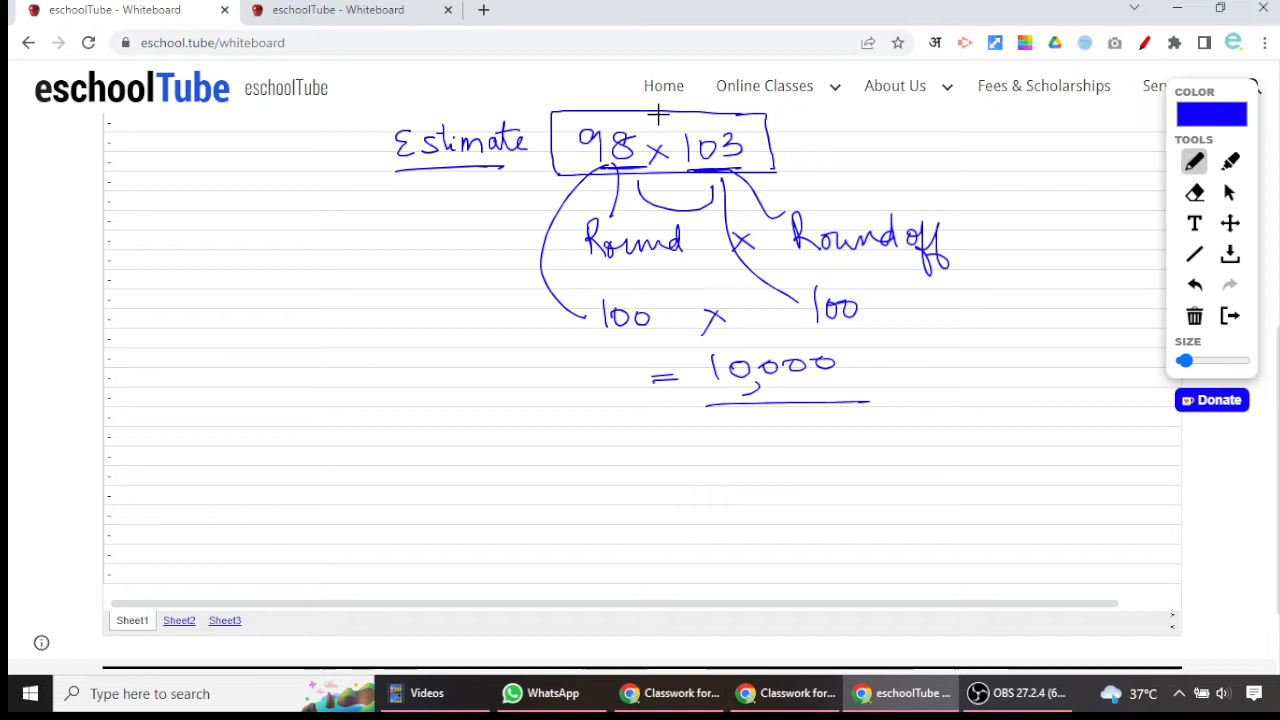 eschoolTube - Whiteboard eschoolTube - Whiteboard
eschool.tube/whiteboard अ
eschoolTube eschoolTube Home Online Classes About Us Fees & Scholarships
COLOR
TOOLS
T
SIZE
Donate
Estimate 98 x 103
Round x Round off
100 x 100
= 10,000
Sheet1 Sheet2 Sheet3
Type here to search Videos WhatsApp Classwork for... Classwork for... eschoolTube ... OBS 27.2.4 (6... 37°C